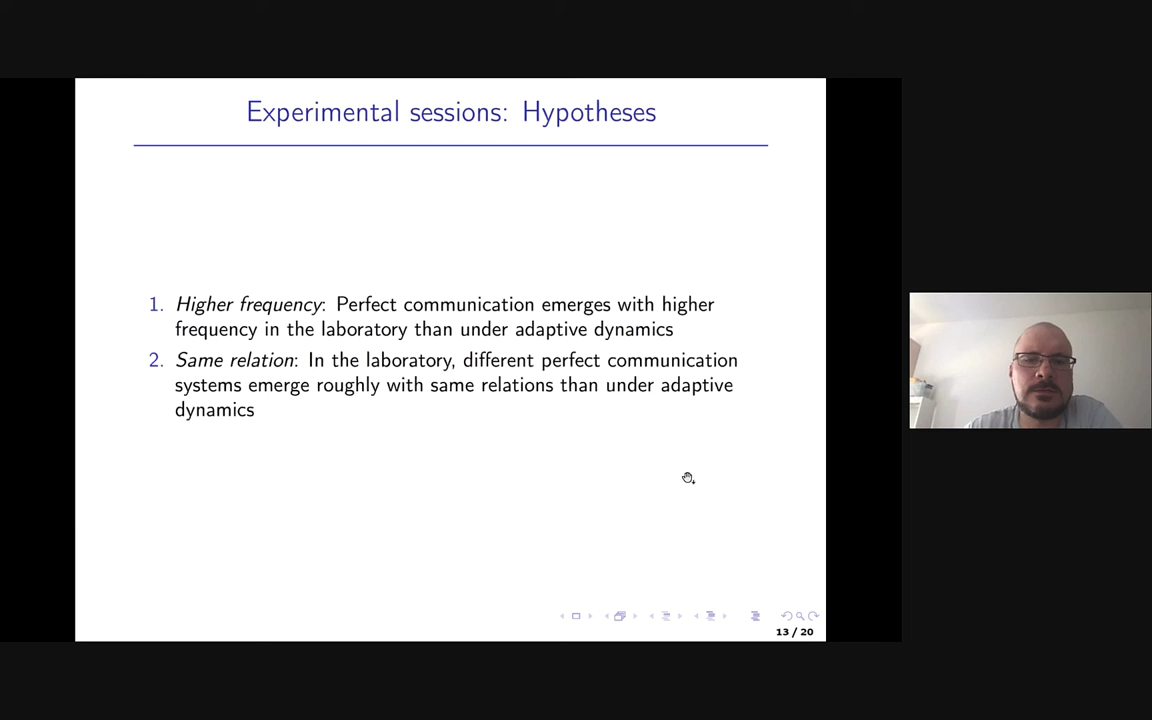 Experimental sessions: Hypotheses
1. Higher frequency: Perfect communication emerges with higher
frequency in the laboratory than under adaptive dynamics
2. Same relation: In the laboratory, different perfect communication
systems emerge roughly with same relations than under adaptive
dynamics
13 / 20